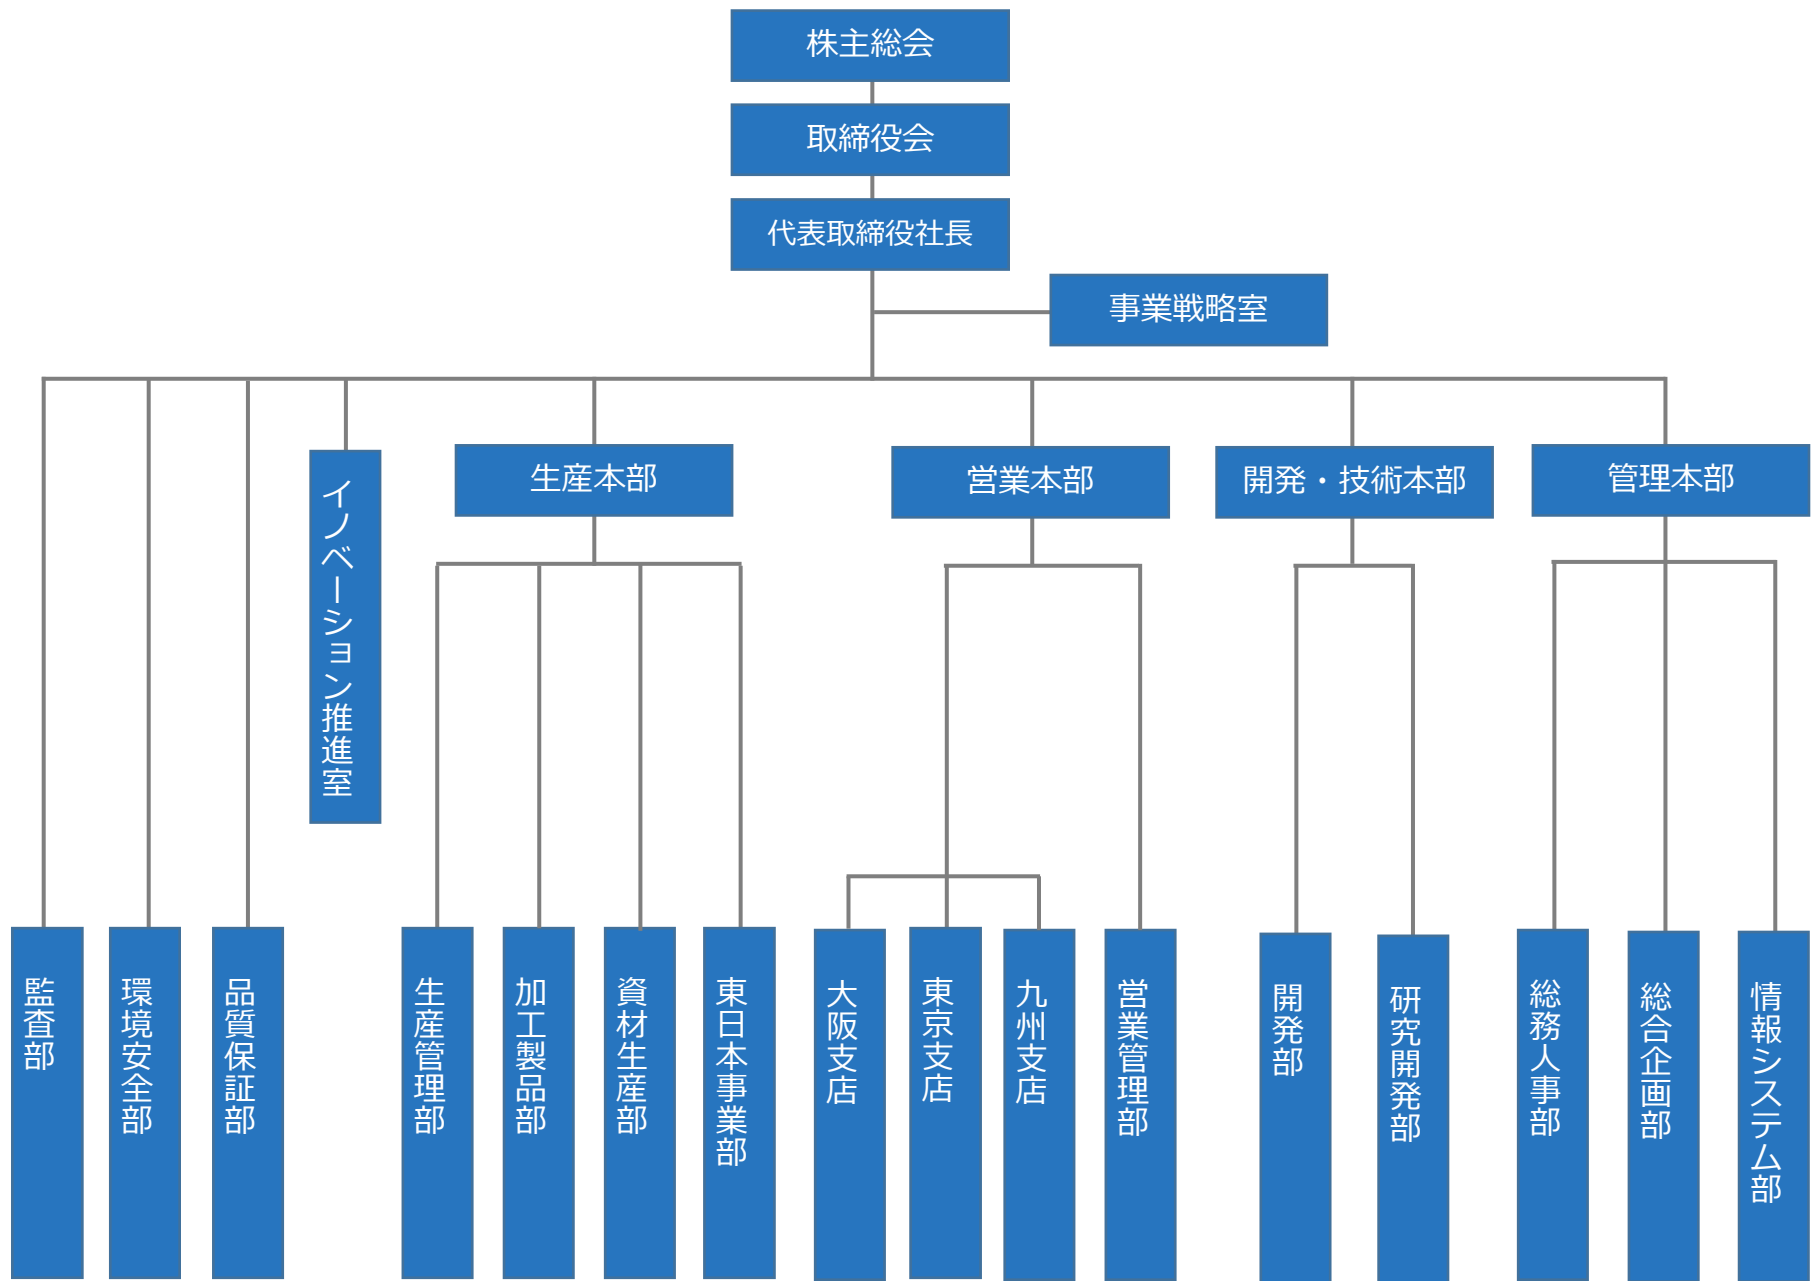 株主総会
取締役会
代表取締役社長
事業戦略室
イノベーション推進室
生産本部
営業本部
開発・技術本部
管理本部
監査部
環境安全部
品質保証部
生産管理部
加工製品部
資材生産部
東日本事業部
大阪支店
東京支店
九州支店
営業管理部
開発部
研究開発部
総務人事部
総合企画部
情報システム部